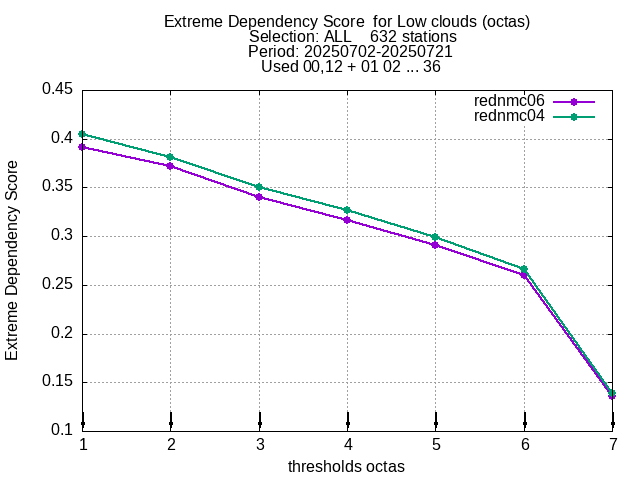 Extreme Dependency Score  for Low clouds (octas)
Selection: ALL    632 stations
Period: 20250702-20250721
Used 00,12 + 01 02 ... 36
rednmc06
rednmc04
0.45
0.4
0.35
0.3
0.25
0.2
0.15
0.1
Extreme Dependency Score
1 2 3 4 5 6 7
thresholds octas